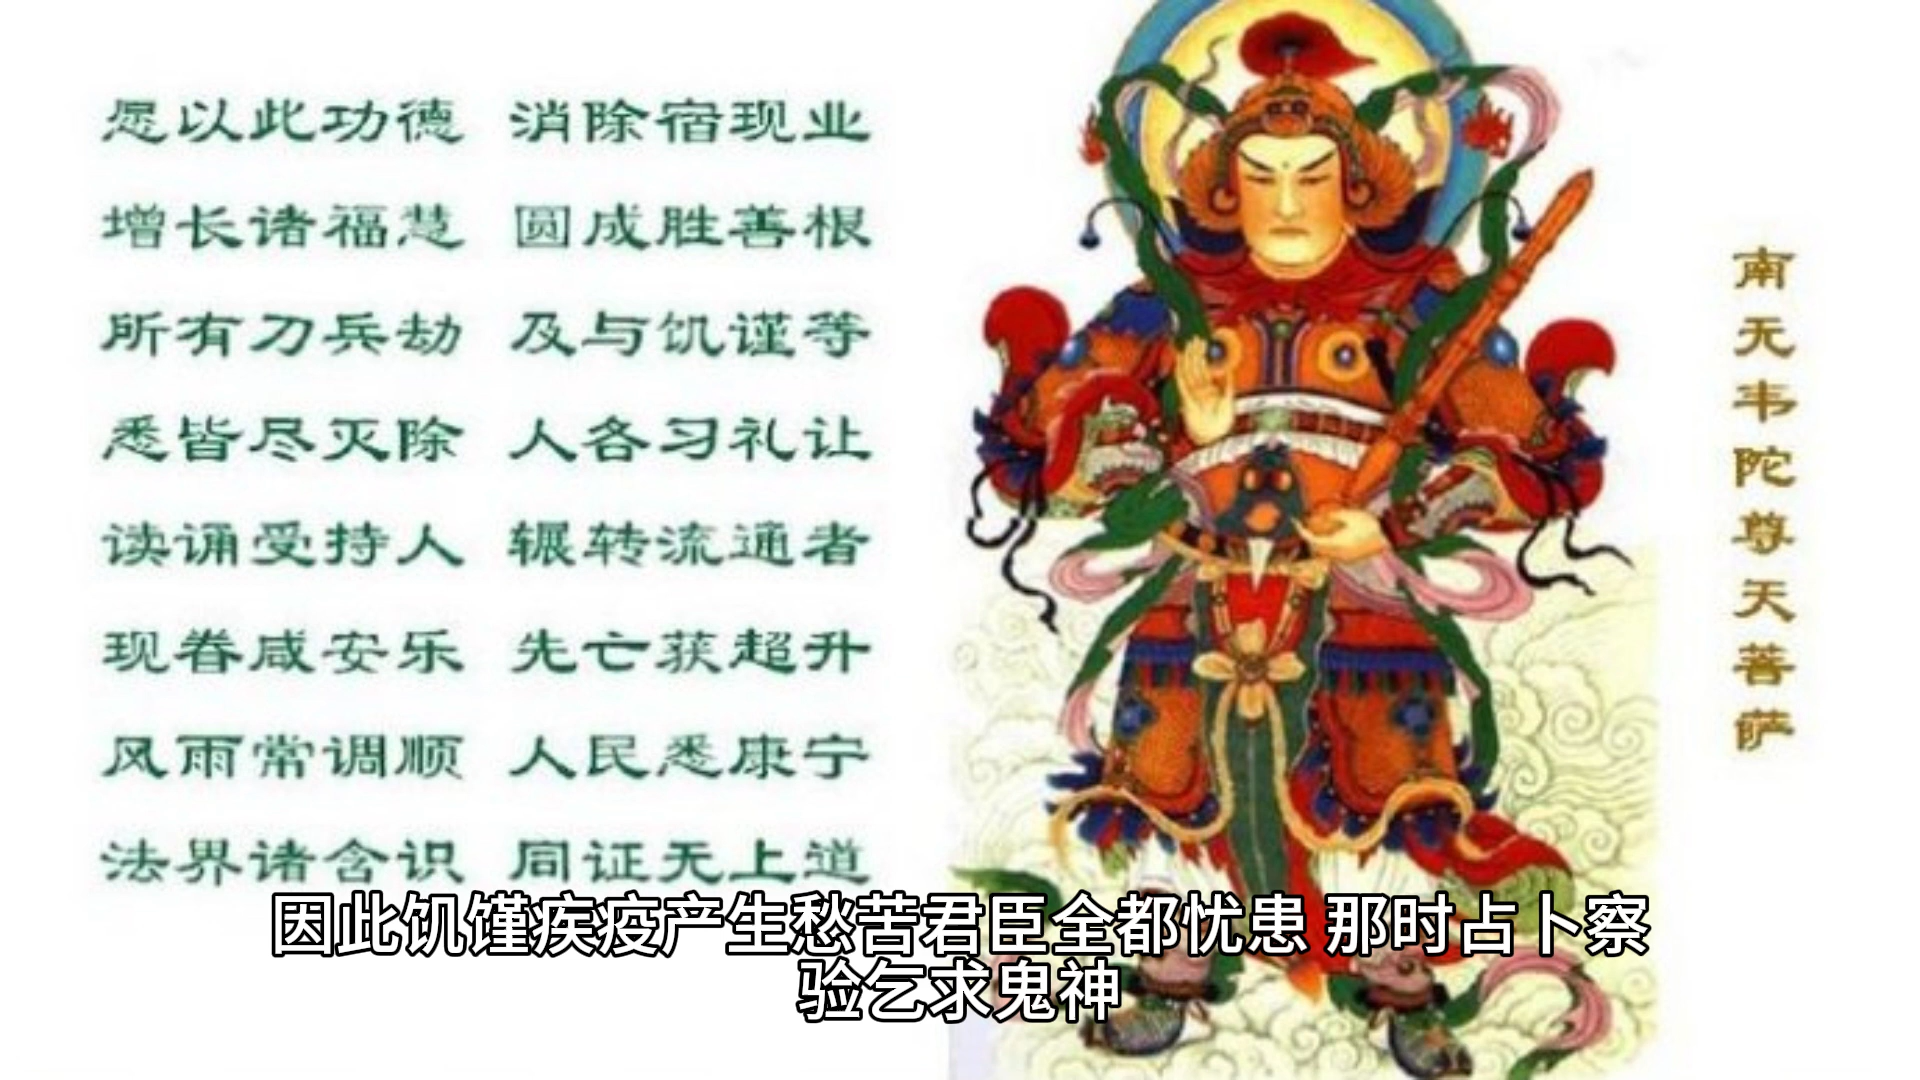 愿以此功德 消除宿现业
增长诸福慧 圆成胜善根
所有刀兵劫 及与饥谨等
悉皆尽灭除 人各习礼让
读诵受持人 辗转流通者
现眷咸安乐 先亡获超升
风雨常调顺 人民悉康宁
法界诸含识 同证无上道
南无韦陀尊天菩萨
因此饥馑疾疫产生愁苦君臣全都忧患 那时占卜察
验乞求鬼神